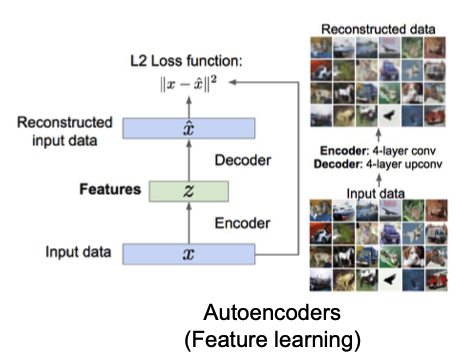 L2 Loss function:
||x − x̂||²
Reconstructed
input data
x̂
Decoder
Features
z
Encoder
Input data
x
Reconstructed data
Encoder: 4-layer conv
Decoder: 4-layer upconv
Input data
Autoencoders
(Feature learning)